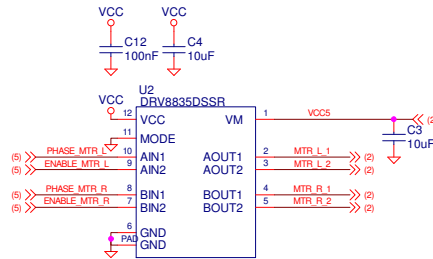 VCC VCC
C12 C4
100nF 10uF
U2
DRV8835DSSR
VCC
12 VCC VM 1 VCC5 (2
11 MODE C3
10uF
(5) PHASE_MTR_L 10 AIN1 AOUT1 2 MTR_L_1 (2)
(5) ENABLE_MTR_L 9 AIN2 AOUT2 3 MTR_L_2 (2)
(5) PHASE_MTR_R 8 BIN1 BOUT1 4 MTR_R_1 (2)
(5) ENABLE_MTR_R 7 BIN2 BOUT2 5 MTR_R_2 (2)
6 GND
PAD GND